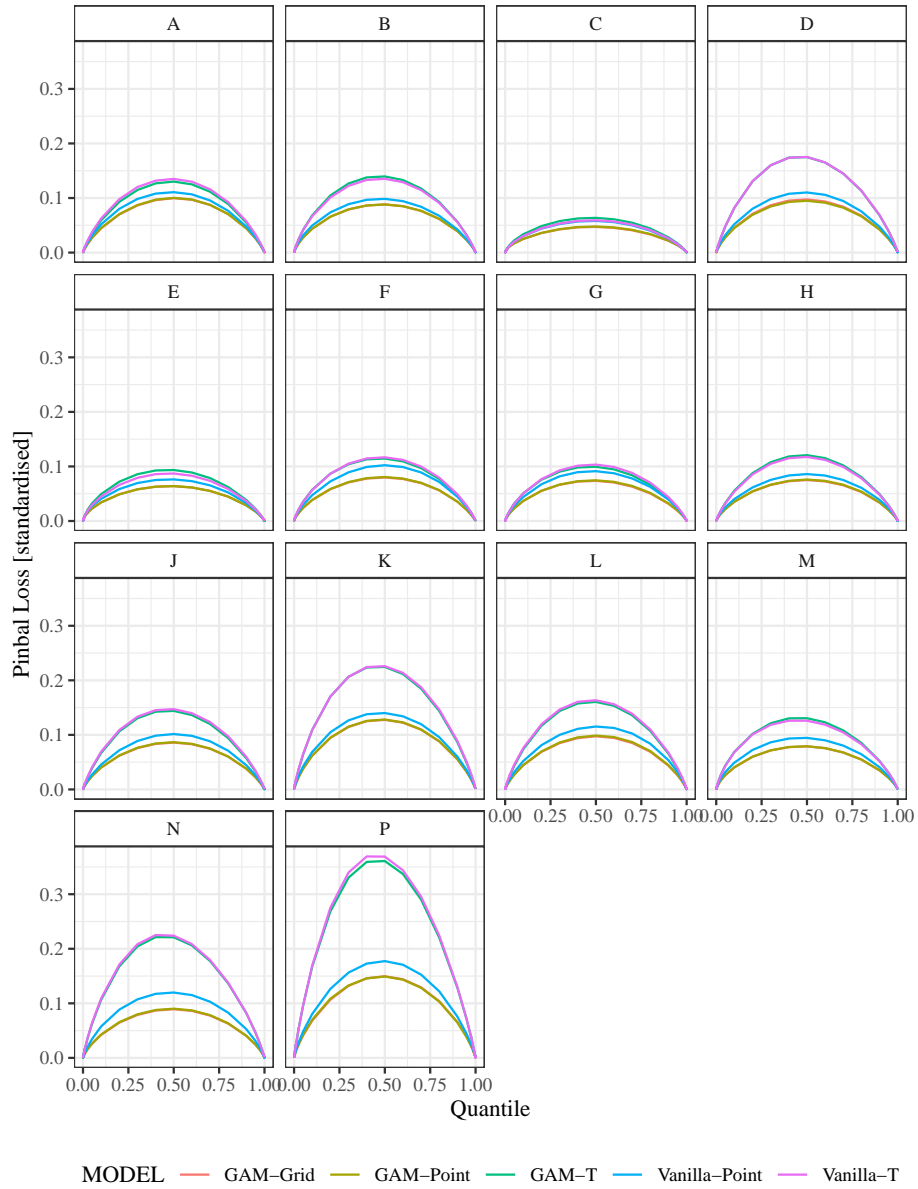 A B C D
0.3
0.2
0.1
0.0
E F G H
0.3
0.2
0.1
0.0
J K L M
0.3
0.2
0.1
0.0
0.00 0.25 0.50 0.75 1.00 0.00 0.25 0.50 0.75 1.00
N P
0.3
0.2
0.1
0.0
0.00 0.25 0.50 0.75 1.00 0.00 0.25 0.50 0.75 1.00
Pinbal Loss [standardised]
Quantile
MODEL GAM−Grid GAM−Point GAM−T Vanilla−Point Vanilla−T